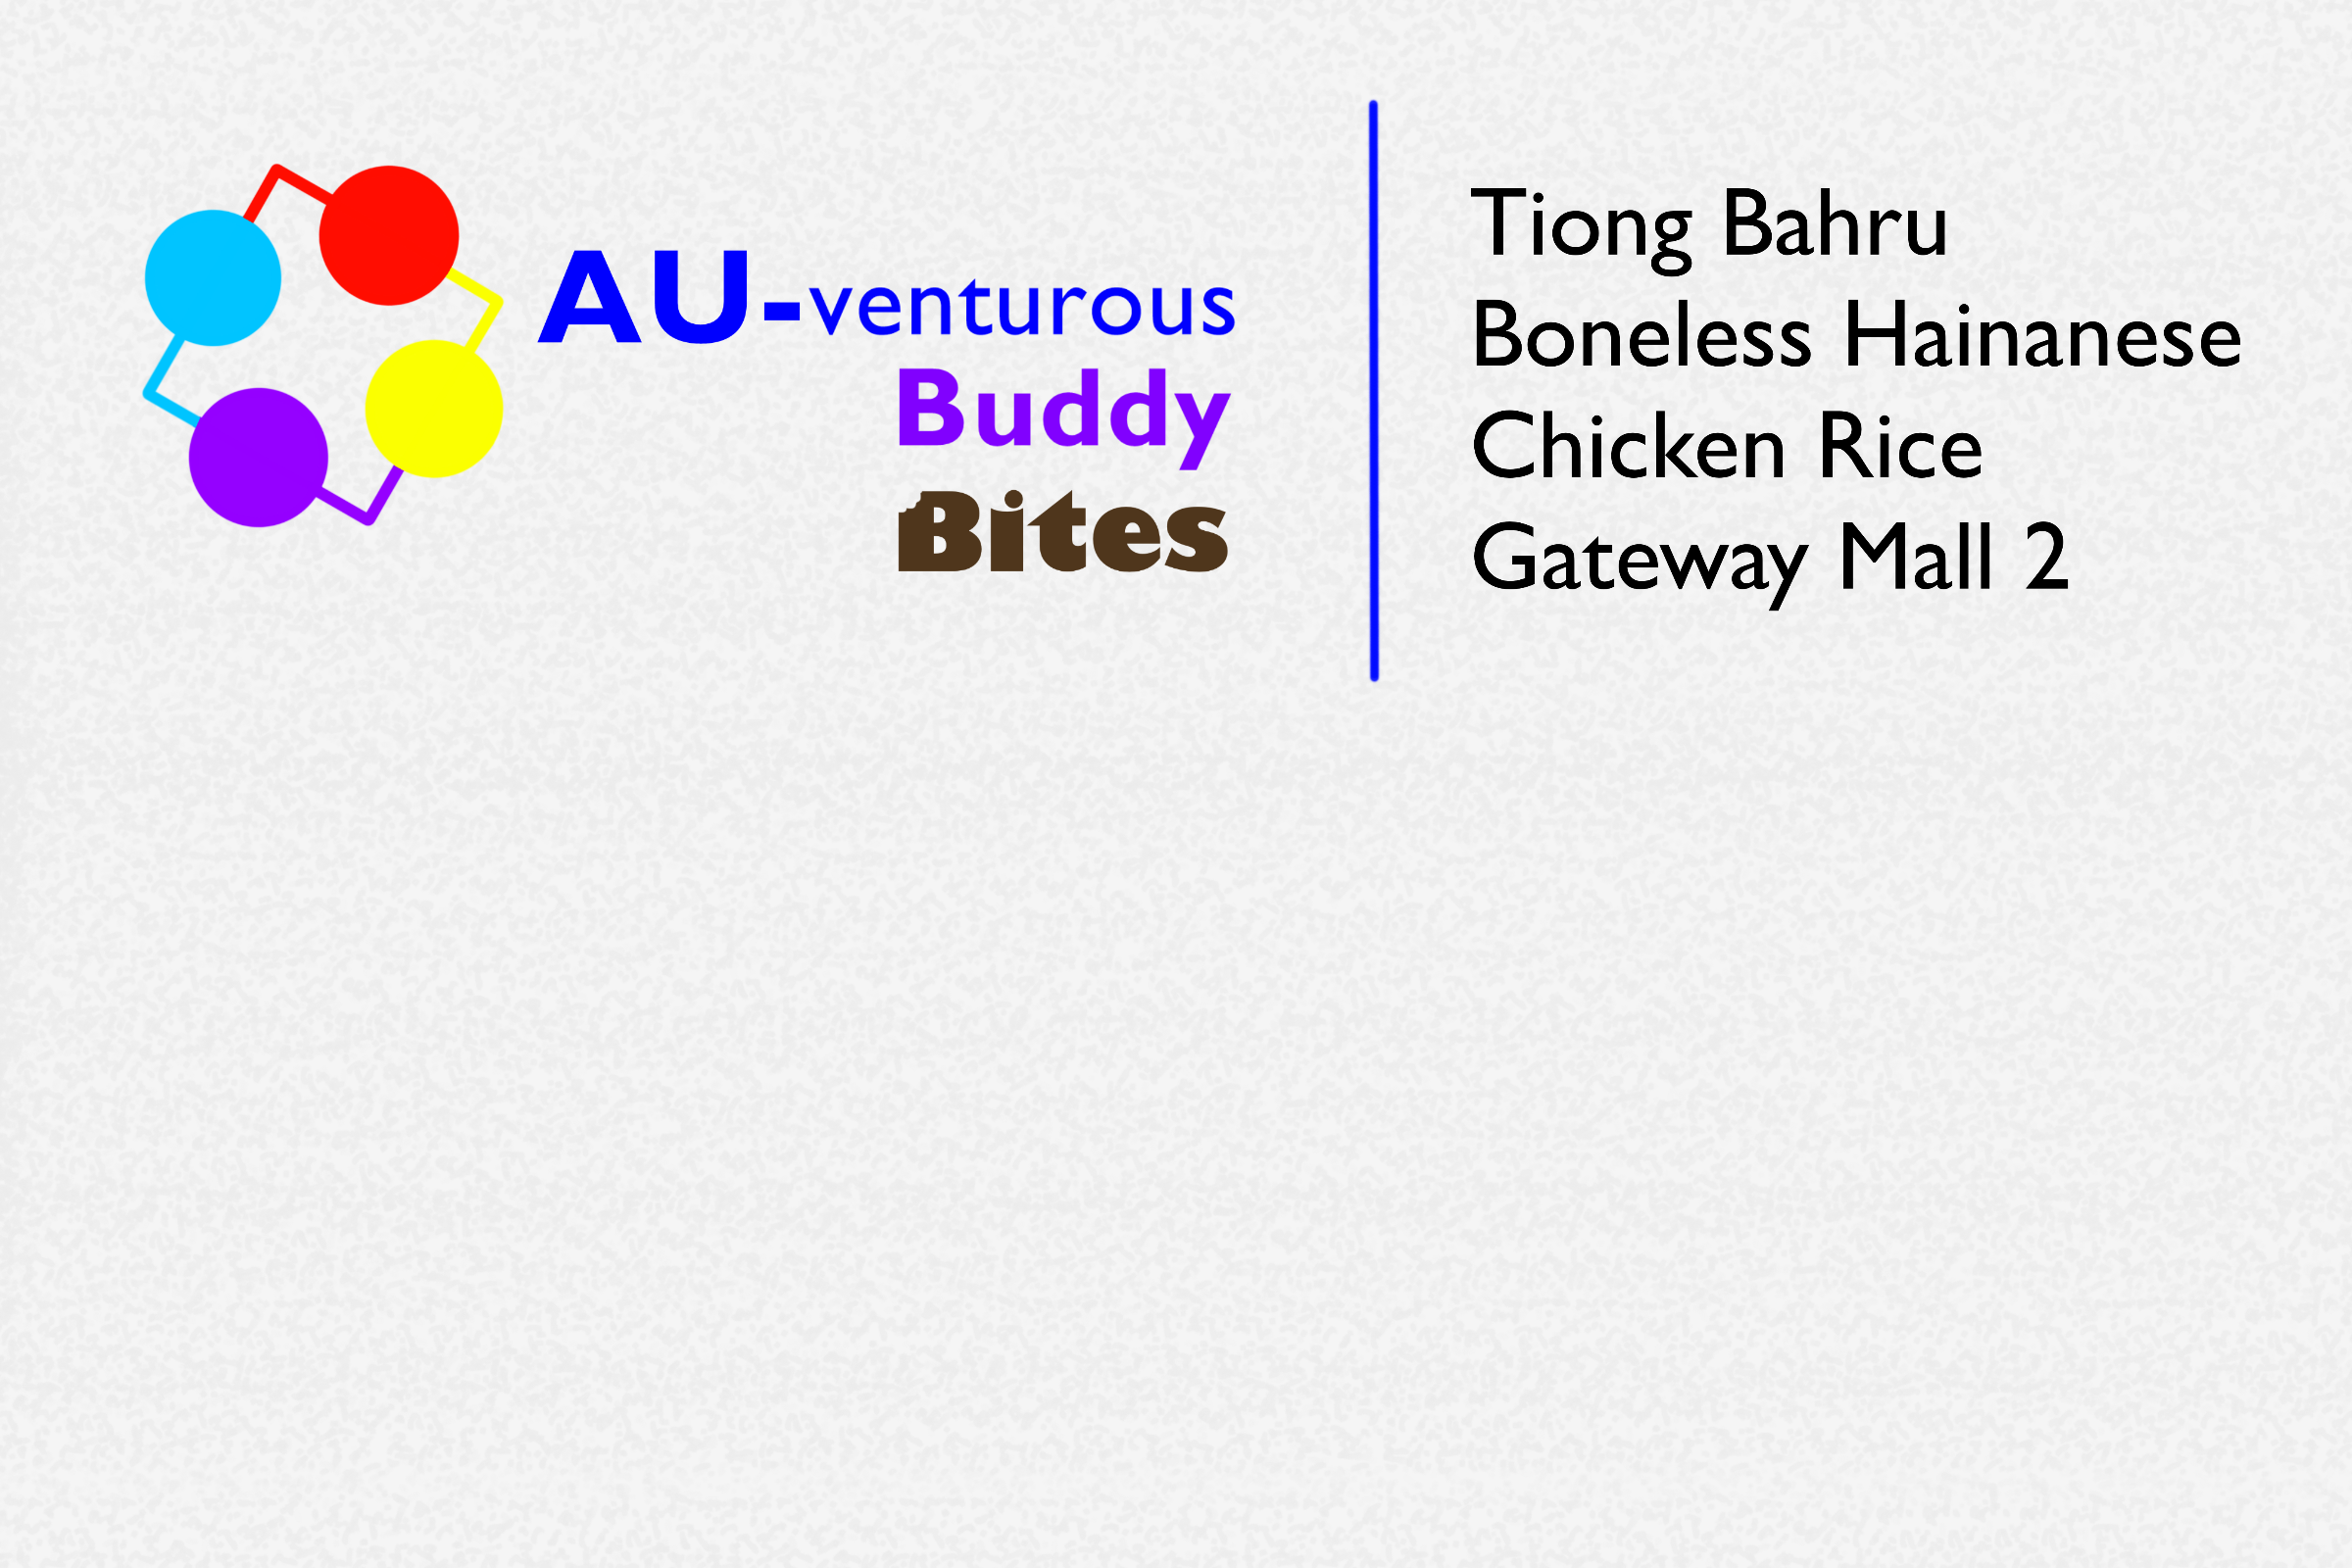 AU-venturous
Buddy
Bites
Tiong Bahru
Boneless Hainanese
Chicken Rice
Gateway Mall 2